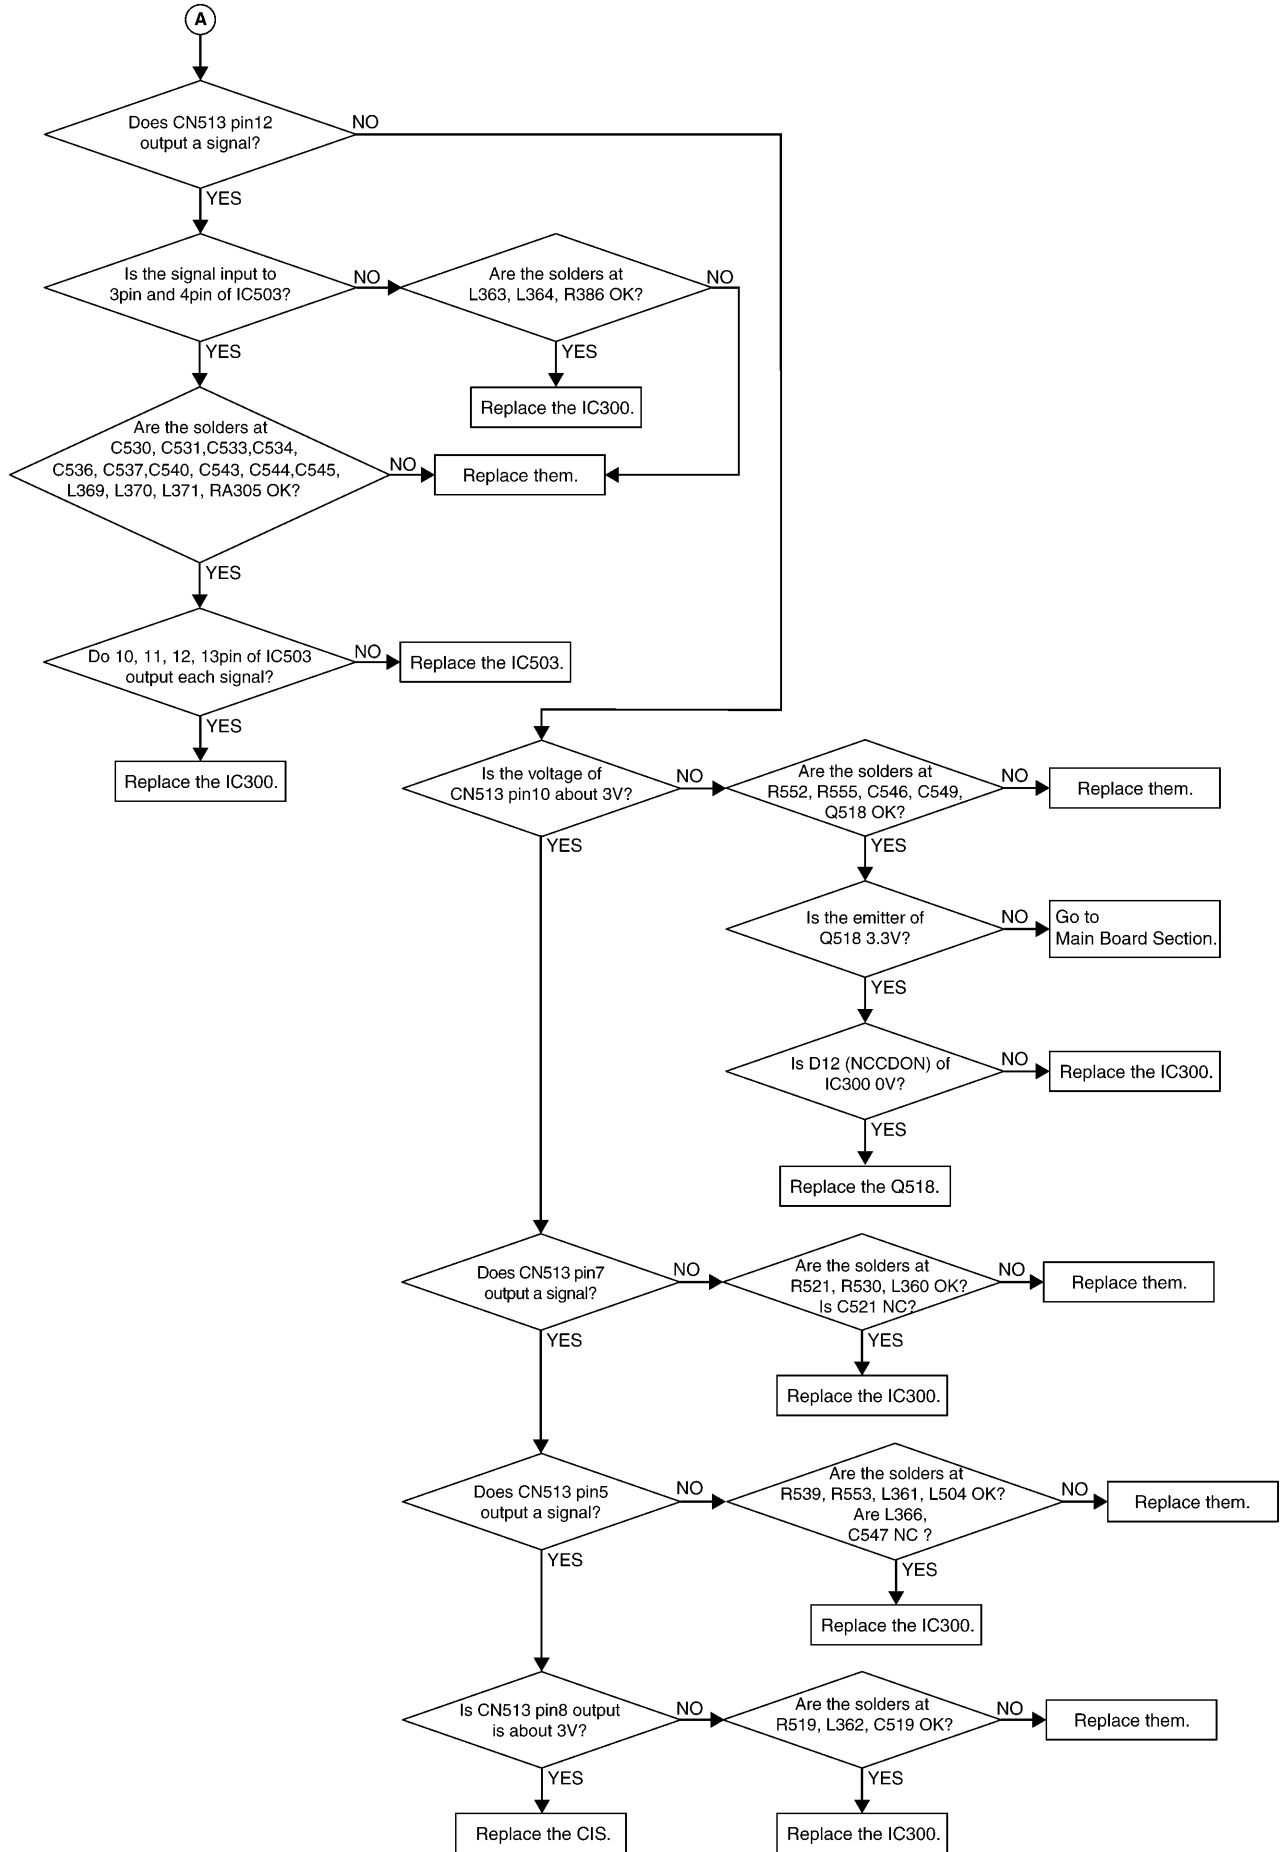 A
Does CN513 pin12
output a signal?
NO
YES
Is the signal input to
3pin and 4pin of IC503?
NO
YES
Are the solders at
L363, L364, R386 OK?
NO
YES
Replace the IC300.
Are the solders at
C530, C531,C533,C534,
C536, C537,C540, C543, C544,C545,
L369, L370, L371, RA305 OK?
NO
YES
Replace them.
Do 10, 11, 12, 13pin of IC503
output each signal?
NO
YES
Replace the IC503.
Replace the IC300.
Is the voltage of
CN513 pin10 about 3V?
NO
YES
Are the solders at
R552, R555, C546, C549,
Q518 OK?
NO
YES
Replace them.
Is the emitter of
Q518 3.3V?
NO
YES
Go to
Main Board Section.
Is D12 (NCCDON) of
IC300 0V?
NO
YES
Replace the IC300.
Replace the Q518.
Does CN513 pin7
output a signal?
NO
YES
Are the solders at
R521, R530, L360 OK?
Is C521 NC?
NO
YES
Replace them.
Replace the IC300.
Does CN513 pin5
output a signal?
NO
YES
Are the solders at
R539, R553, L361, L504 OK?
Are L366,
C547 NC ?
NO
YES
Replace them.
Replace the IC300.
Is CN513 pin8 output
is about 3V?
NO
YES
Are the solders at
R519, L362, C519 OK?
NO
YES
Replace them.
Replace the CIS.
Replace the IC300.